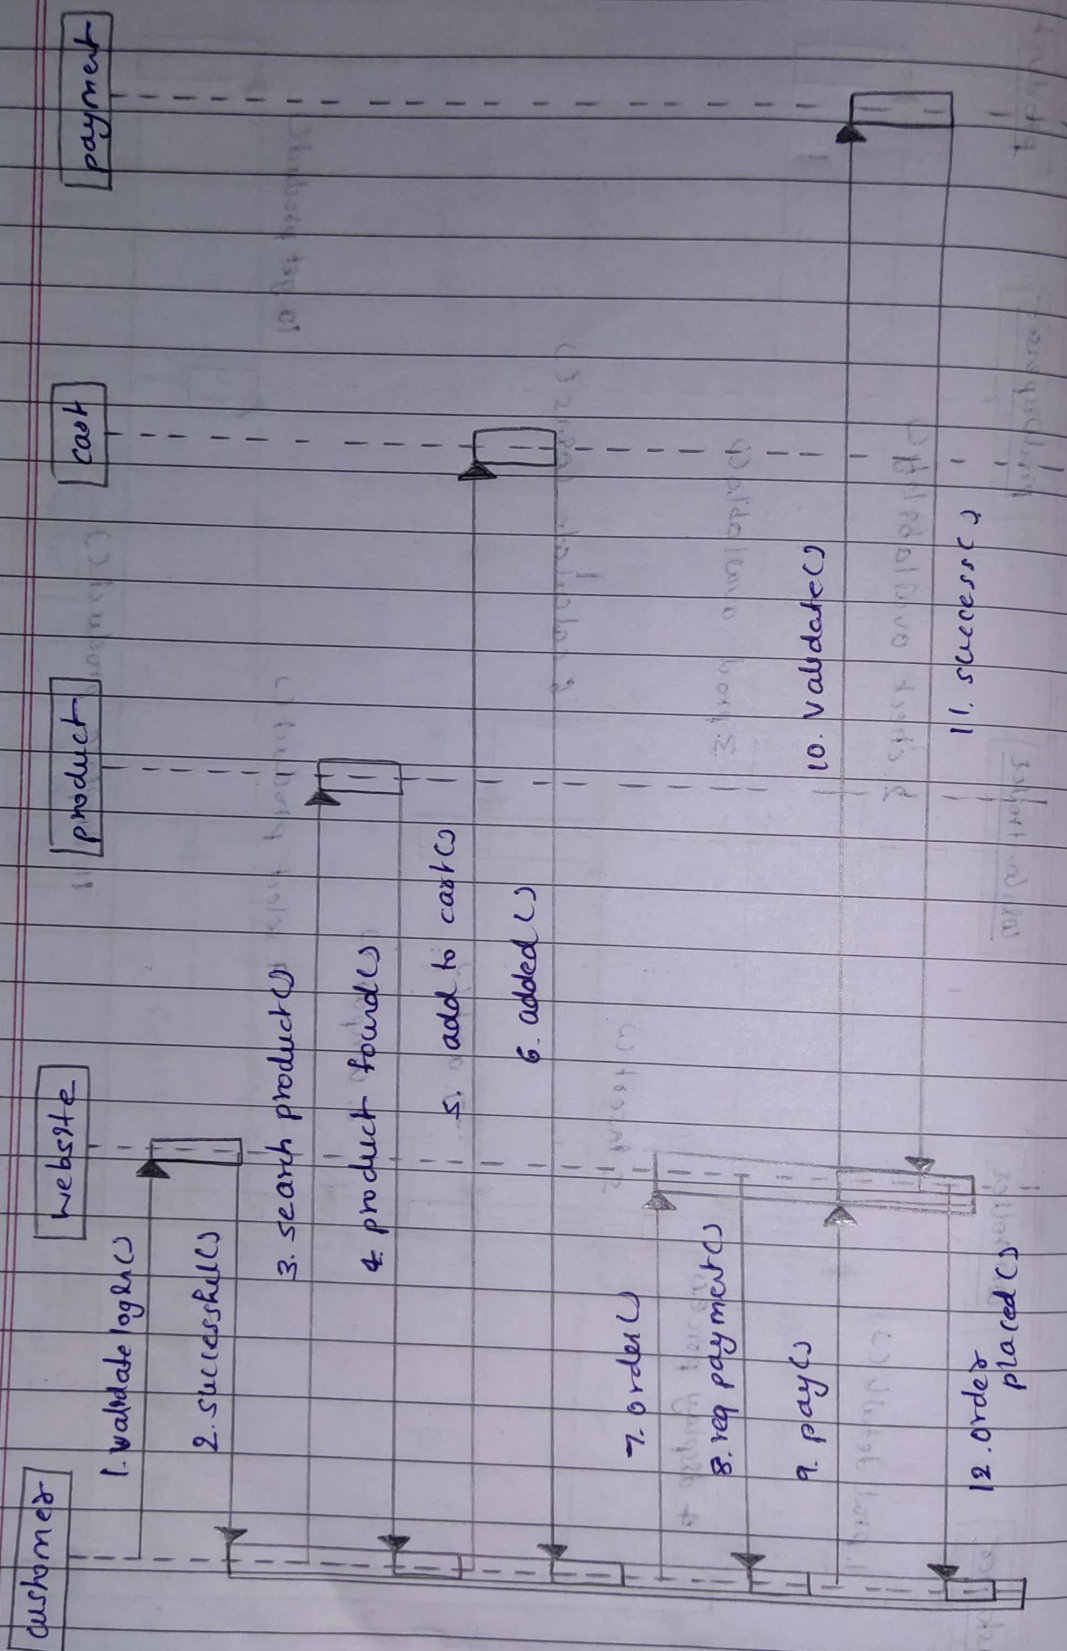 customer
website
product
cart
payment
1. validate login()
2. successful()
3. search product()
4. product found()
5. add to cart()
6. added()
7. order()
8. req payment()
9. pay()
10. validate()
11. success()
12. order
placed()